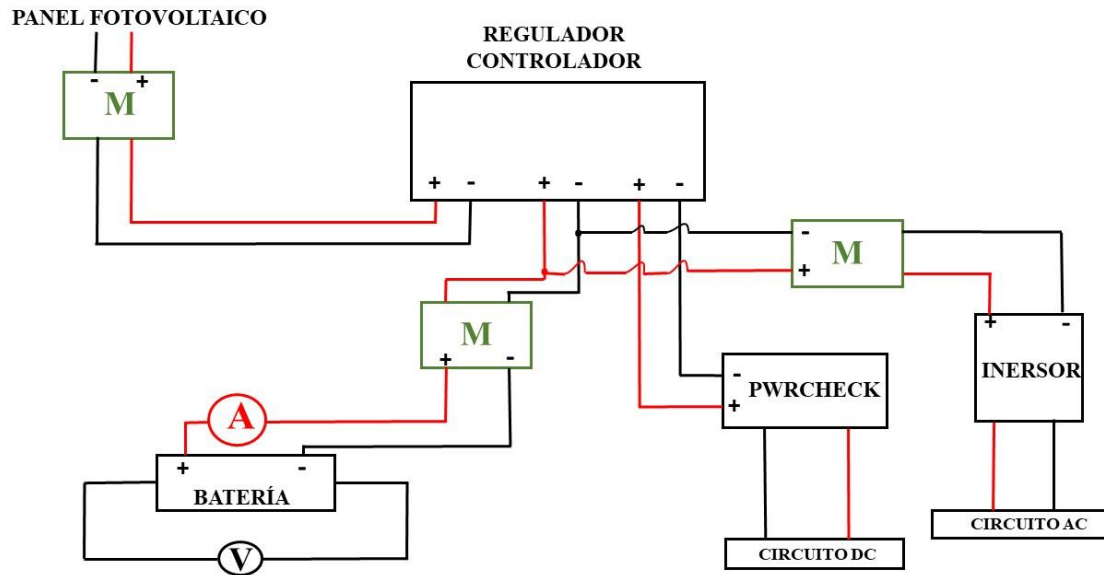 PANEL FOTOVOLTAICO
- +
M
REGULADOR
CONTROLADOR
+ - + - + -
- +
M
M
+ -
+ -
INERSOR
- +
PWRCHECK
A
+ -
BATERÍA
V
CIRCUITO DC
CIRCUITO AC